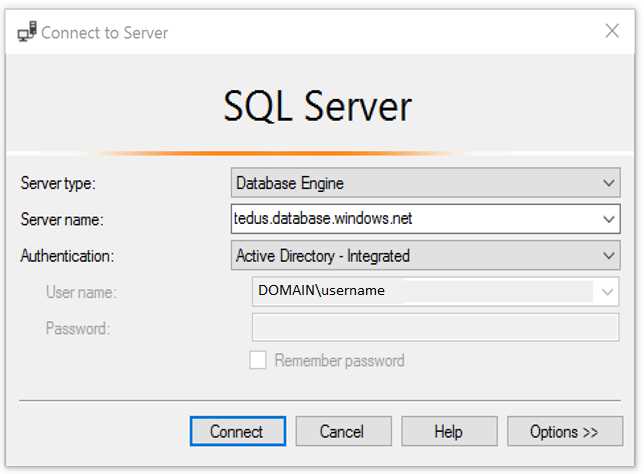 Connect to Server
SQL Server
Server type: Database Engine
Server name: tedus.database.windows.net
Authentication: Active Directory - Integrated
User name: DOMAIN\username
Password:
Remember password
Connect Cancel Help Options >>